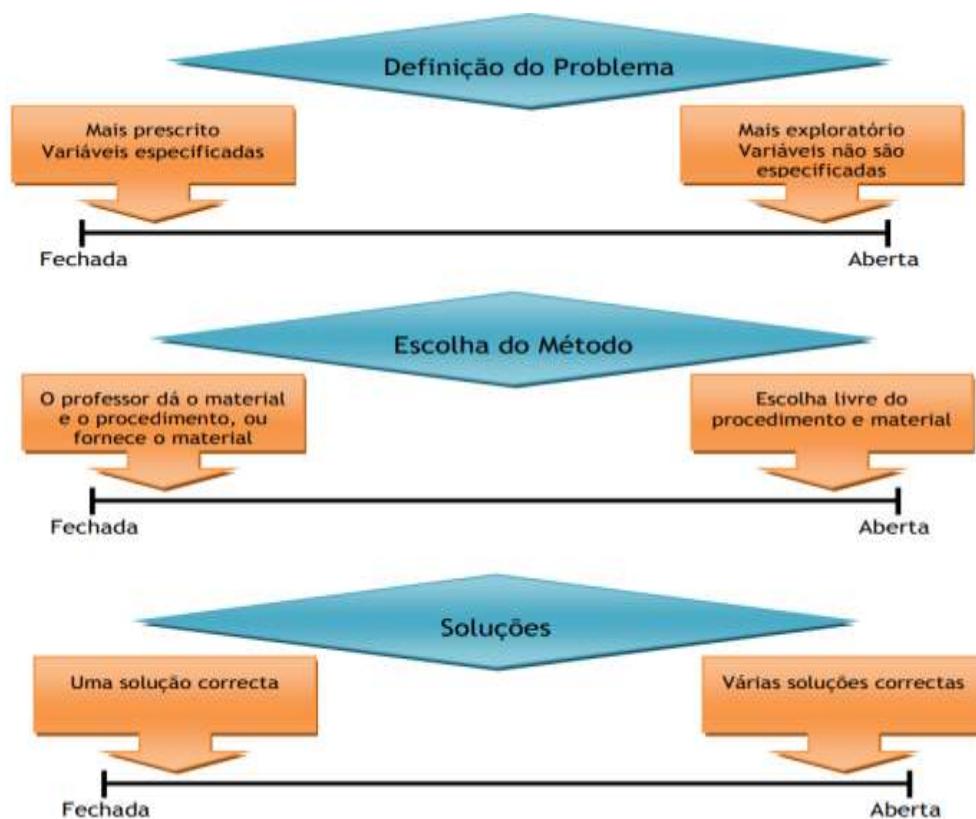 Definição do Problema
Mais prescrito
Variáveis especificadas
Mais exploratório
Variáveis não são
especificadas
Fechada
Aberta
Escolha do Método
O professor dá o material
e o procedimento, ou
fornece o material
Escolha livre do
procedimento e material
Fechada
Aberta
Soluções
Uma solução correcta
Várias soluções correctas
Fechada
Aberta